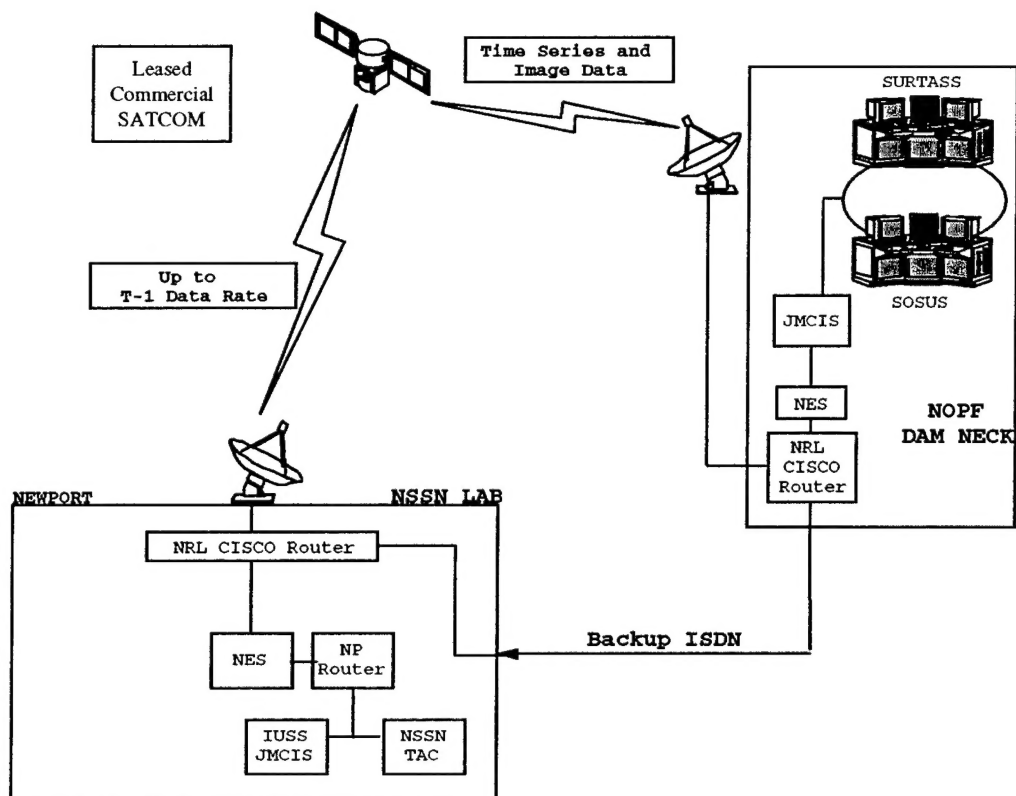 Leased
Commercial
SATCOM
Time Series and
Image Data
SURTASS
SOSUS
JMCIS
NES
NRL
CISCO
Router
NOPF
DAM NECK
Up to
T-1 Data Rate
NEWPORT
NSSN LAB
NRL CISCO Router
Backup ISDN
NES
NP
Router
IUSS
JMCIS
NSSN
TAC